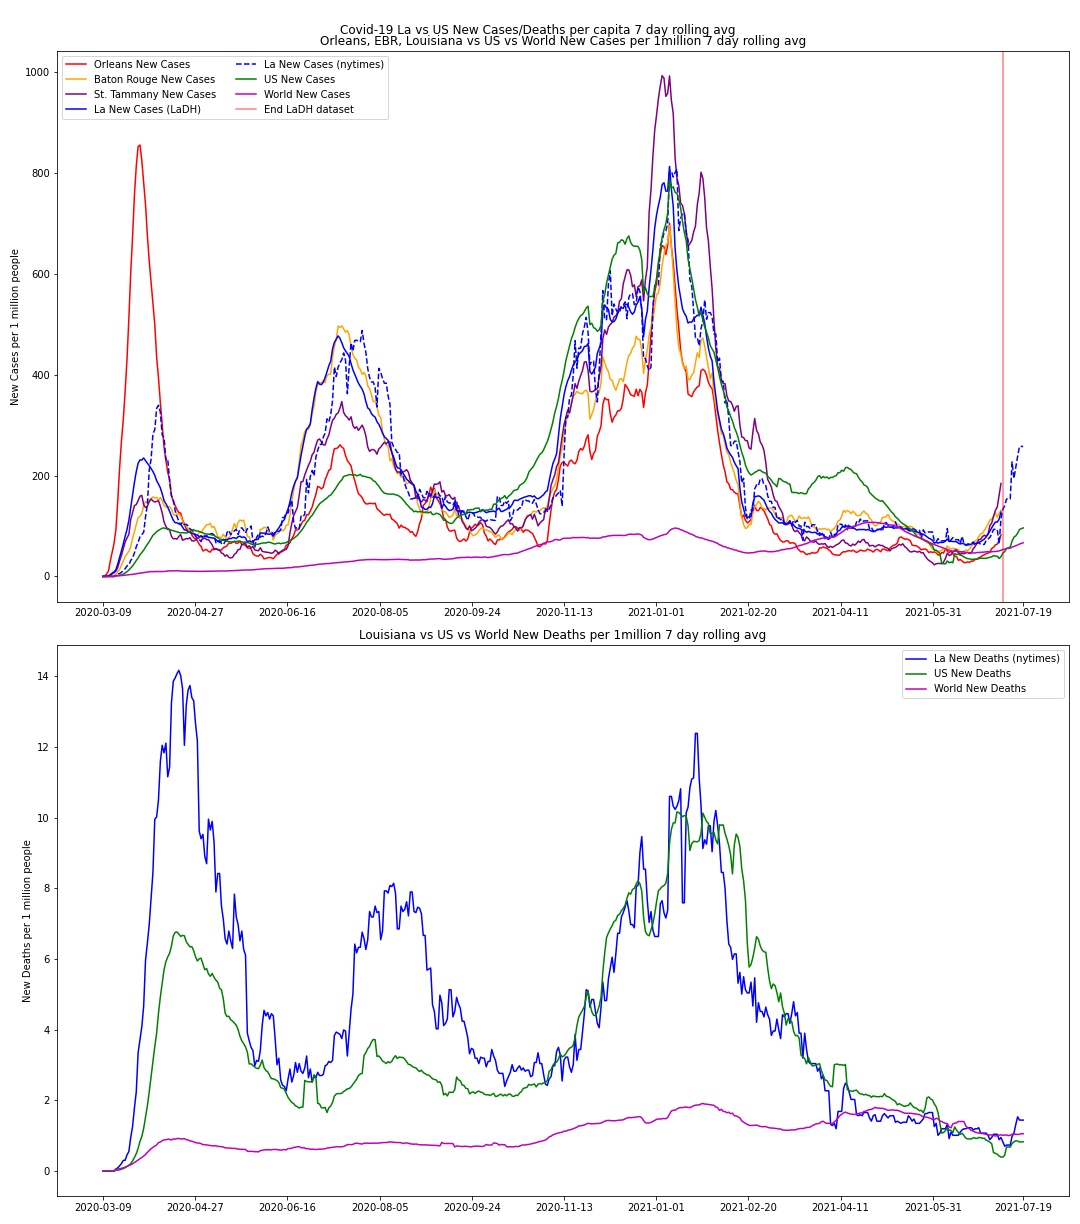 Covid-19 La vs US New Cases/Deaths per capita 7 day rolling avg
Orleans, EBR, Louisiana vs US vs World New Cases per 1million 7 day rolling avg
Orleans New Cases
Baton Rouge New Cases
St. Tammany New Cases
La New Cases (LaDH)
La New Cases (nytimes)
US New Cases
World New Cases
End LaDH dataset
New Cases per 1 million people
1000
800
600
400
200
0
2020-03-09 2020-04-27 2020-06-16 2020-08-05 2020-09-24 2020-11-13 2021-01-01 2021-02-20 2021-04-11 2021-05-31 2021-07-19
Louisiana vs US vs World New Deaths per 1million 7 day rolling avg
La New Deaths (nytimes)
US New Deaths
World New Deaths
New Deaths per 1 million people
14
12
10
8
6
4
2
0
2020-03-09 2020-04-27 2020-06-16 2020-08-05 2020-09-24 2020-11-13 2021-01-01 2021-02-20 2021-04-11 2021-05-31 2021-07-19